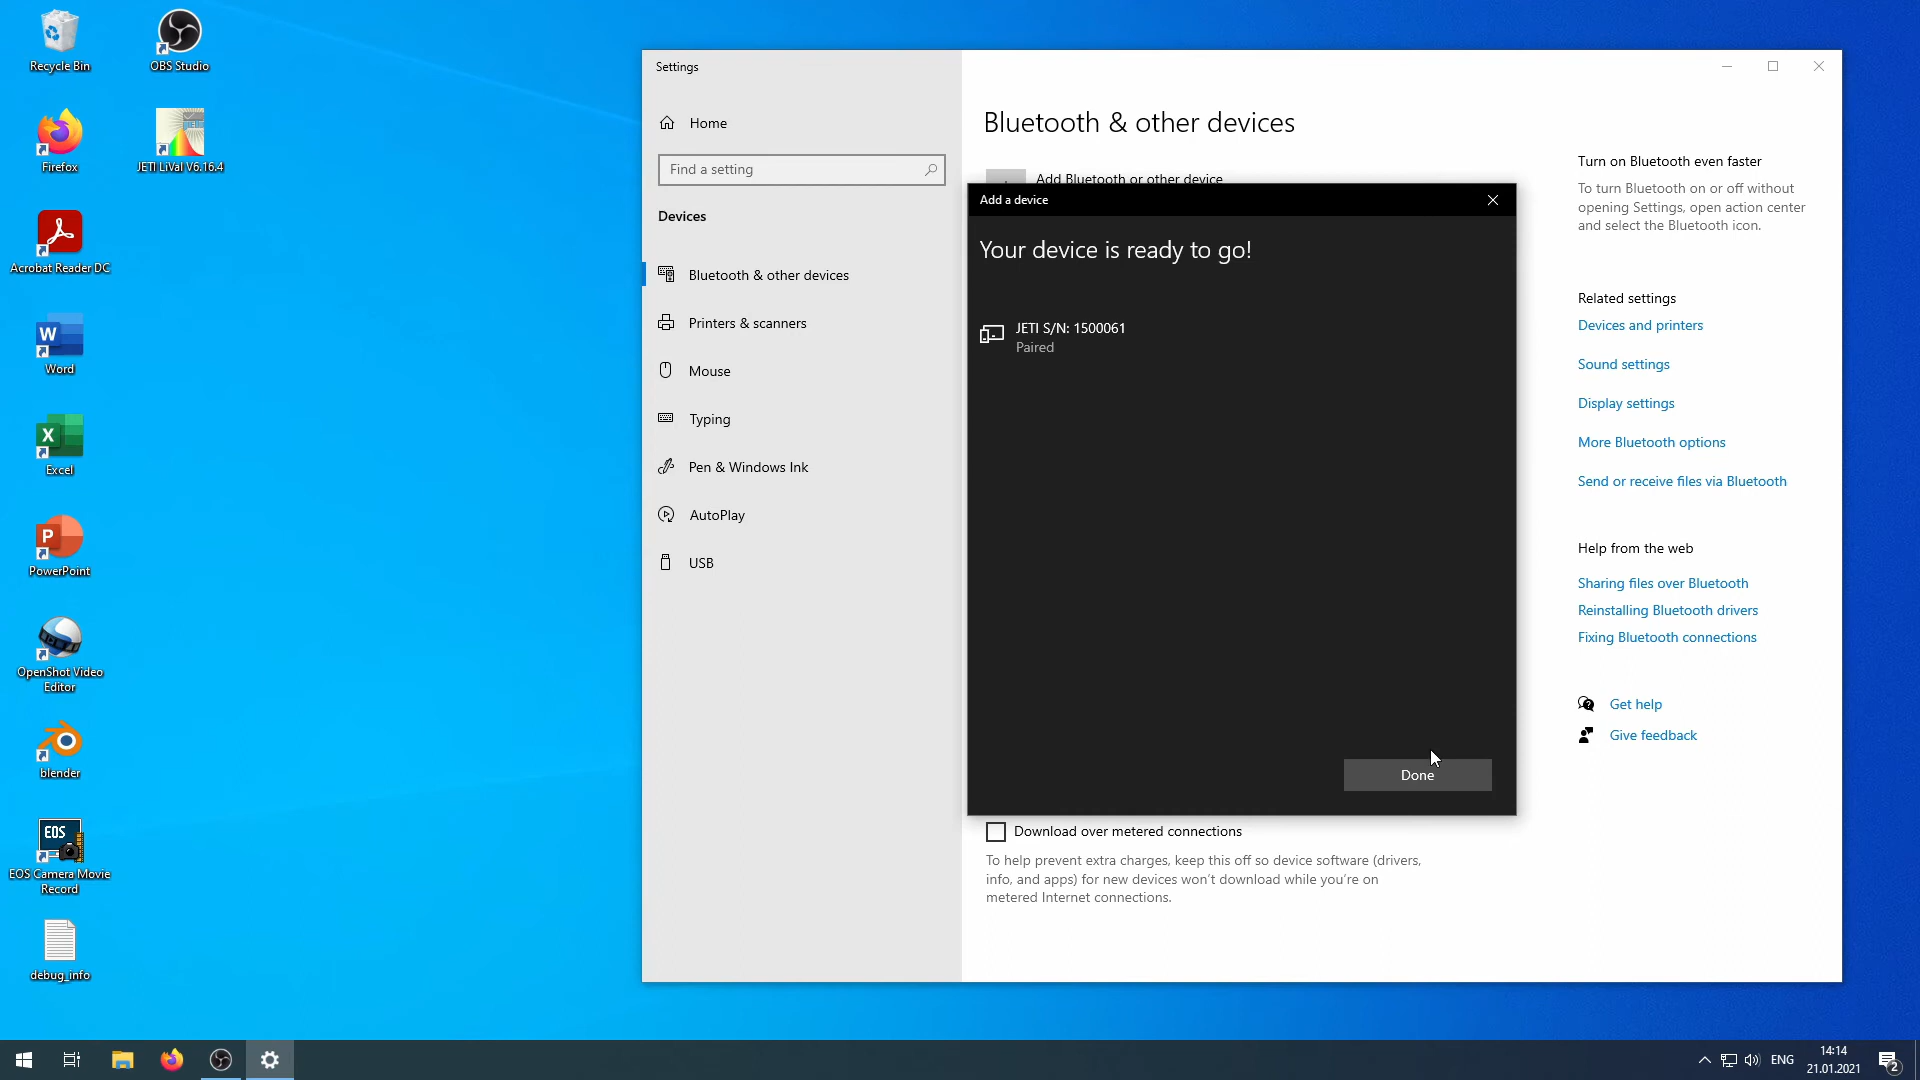 Recycle Bin
OBS Studio
Firefox
JETI LiVal V6.16.4
Acrobat Reader DC
W
Word
X
Excel
P
PowerPoint
OpenShot Video
Editor
blender
EOS
EOS Camera Movie
Record
debug_info
Settings
Home
Find a setting
Devices
Bluetooth & other devices
Printers & scanners
Mouse
Typing
Pen & Windows Ink
AutoPlay
USB
Bluetooth & other devices
Add Bluetooth or other device
Add a device
Your device is ready to go!
JETI S/N: 1500061
Paired
Done
Download over metered connections
To help prevent extra charges, keep this off so device software (drivers,
info, and apps) for new devices won't download while you're on
metered Internet connections.
Turn on Bluetooth even faster
To turn Bluetooth on or off without
opening Settings, open action center
and select the Bluetooth icon.
Related settings
Devices and printers
Sound settings
Display settings
More Bluetooth options
Send or receive files via Bluetooth
Help from the web
Sharing files over Bluetooth
Reinstalling Bluetooth drivers
Fixing Bluetooth connections
Get help
Give feedback
ENG
14:14
21.01.2021
2